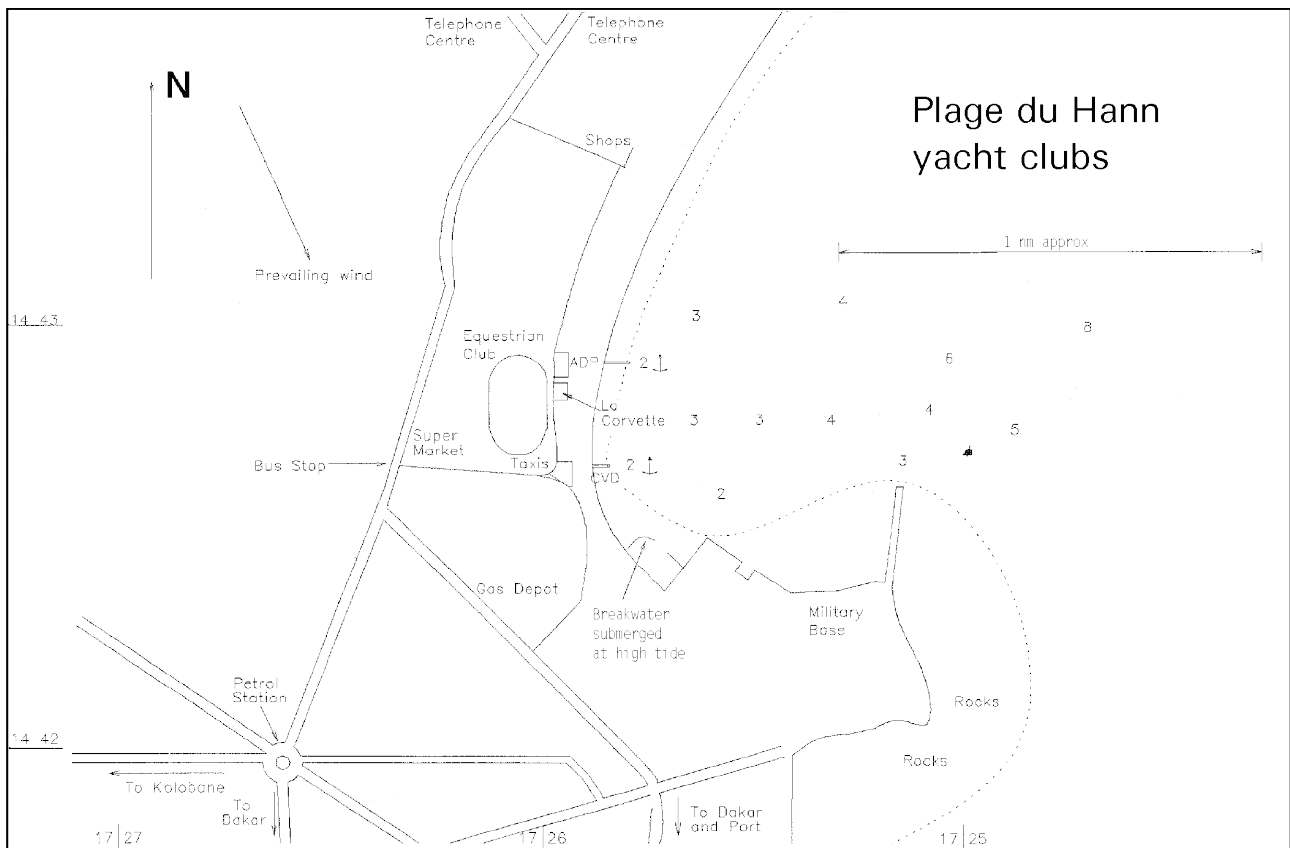 Telephone
Centre
Telephone
Centre
N
Plage du Hann
yacht clubs
Shops
1 nm approx
Prevailing wind
4
14 43
3
8
Equestrian
Club
6
ADP
2
La
Corvette
4
3
3
4
5
Super
Market
Bus Stop
Taxis
2
3
CVD
2
Gas Depot
Breakwater
submerged
at high tide
Military
Base
Petrol
Station
Rocks
14 42
Rocks
To Kolobane
To
Dakar
To Dakar
and Port
17 27
17 26
17 25